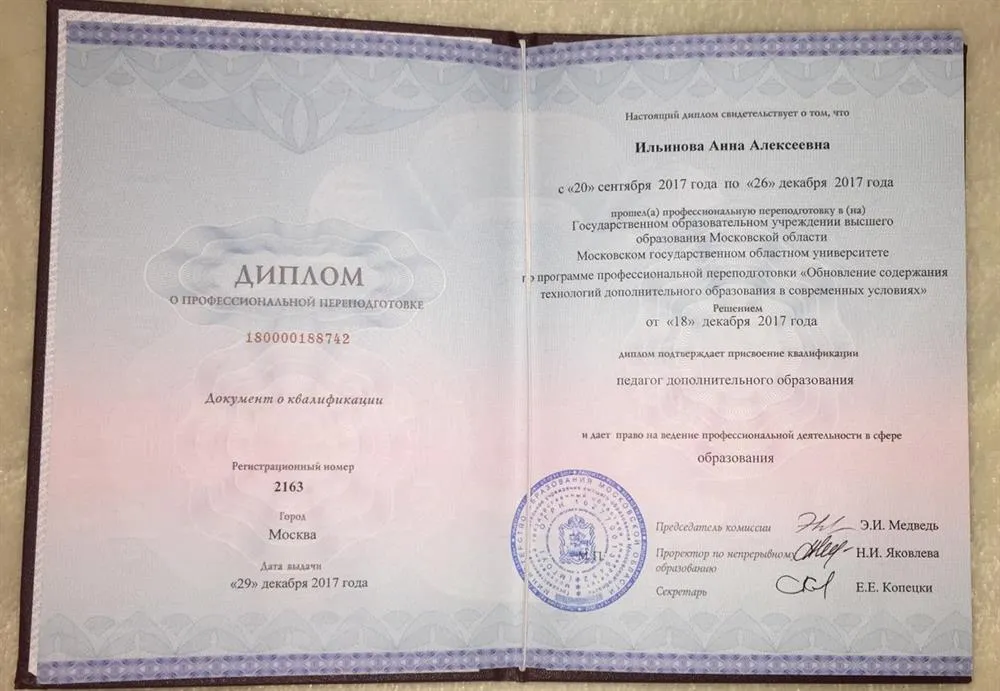 ДИПЛОМ
О ПРОФЕССИОНАЛЬНОЙ ПЕРЕПОДГОТОВКЕ
180000188742
Документ о квалификации
Регистрационный номер
2163
Город
Москва
Дата выдачи
«29» декабря 2017 года
Настоящий диплом свидетельствует о том, что
Ильинова Анна Алексеевна
с «20» сентября 2017 года по «26» декабря 2017 года
прошел(а) профессиональную переподготовку в (на)
Государственном образовательном учреждении высшего
образования Московской области
Московском государственном областном университете
по программе профессиональной переподготовки «Обновление содержания
технологий дополнительного образования в современных условиях»
Решением
от «18» декабря 2017 года
диплом подтверждает присвоение квалификации
педагог дополнительного образования
и дает право на ведение профессиональной деятельности в сфере
образования
М.П.
Председатель комиссии Э.И. Медведь
Проректор по непрерывному Н.И. Яковлева
образованию
Секретарь Е.Е. Копецки